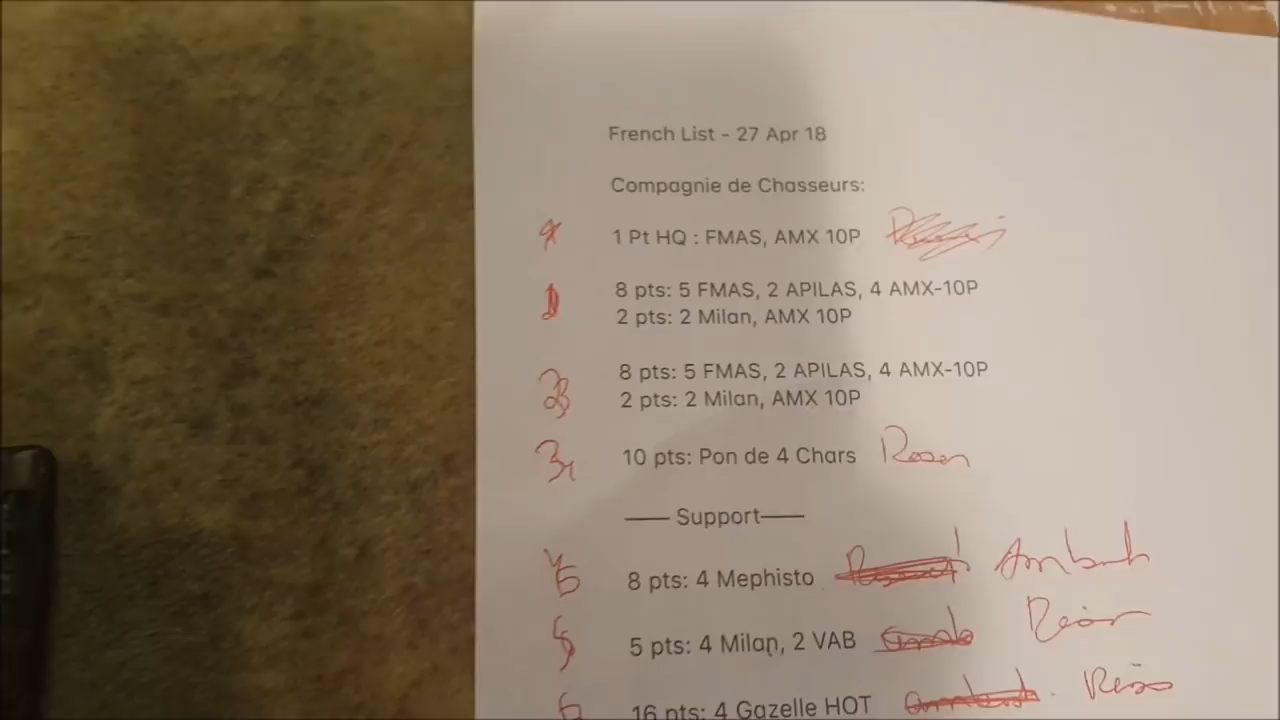 French List - 27 Apr 18
Compagnie de Chasseurs:
1 Pt HQ : FMAS, AMX 10P
8 pts: 5 FMAS, 2 APILAS, 4 AMX-10P
2 pts: 2 Milan, AMX 10P
8 pts: 5 FMAS, 2 APILAS, 4 AMX-10P
2 pts: 2 Milan, AMX 10P
10 pts: Pon de 4 Chars
Support
8 pts: 4 Mephisto Ambush
5 pts: 4 Milan, 2 VAB
16 pts: 4 Gazelle HOT